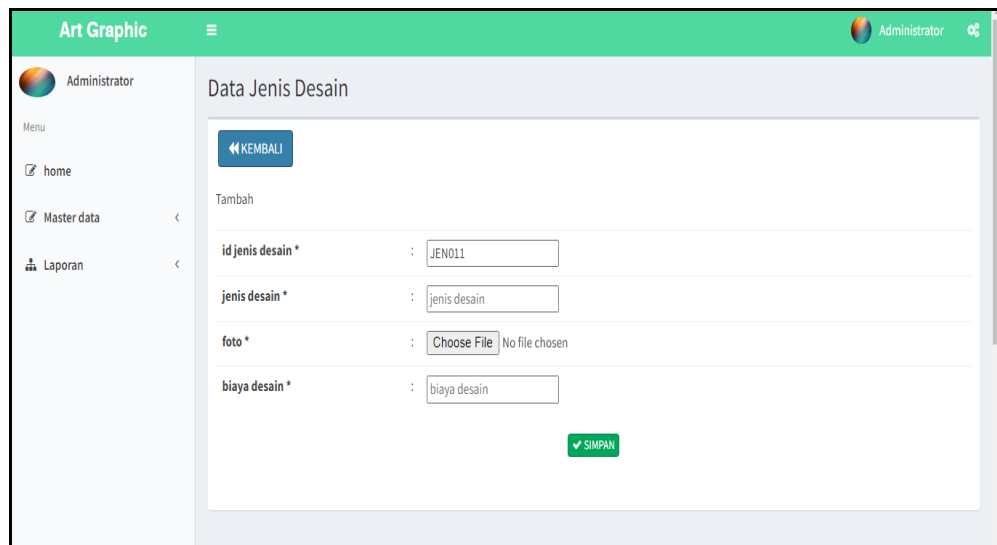 Art Graphic
Administrator
Administrator
Menu
home
Master data
Laporan
Data Jenis Desain
KEMBALI
Tambah
id jenis desain * : JEN011
jenis desain * : jenis desain
foto * : Choose File No file chosen
biaya desain * : biaya desain
SIMPAN